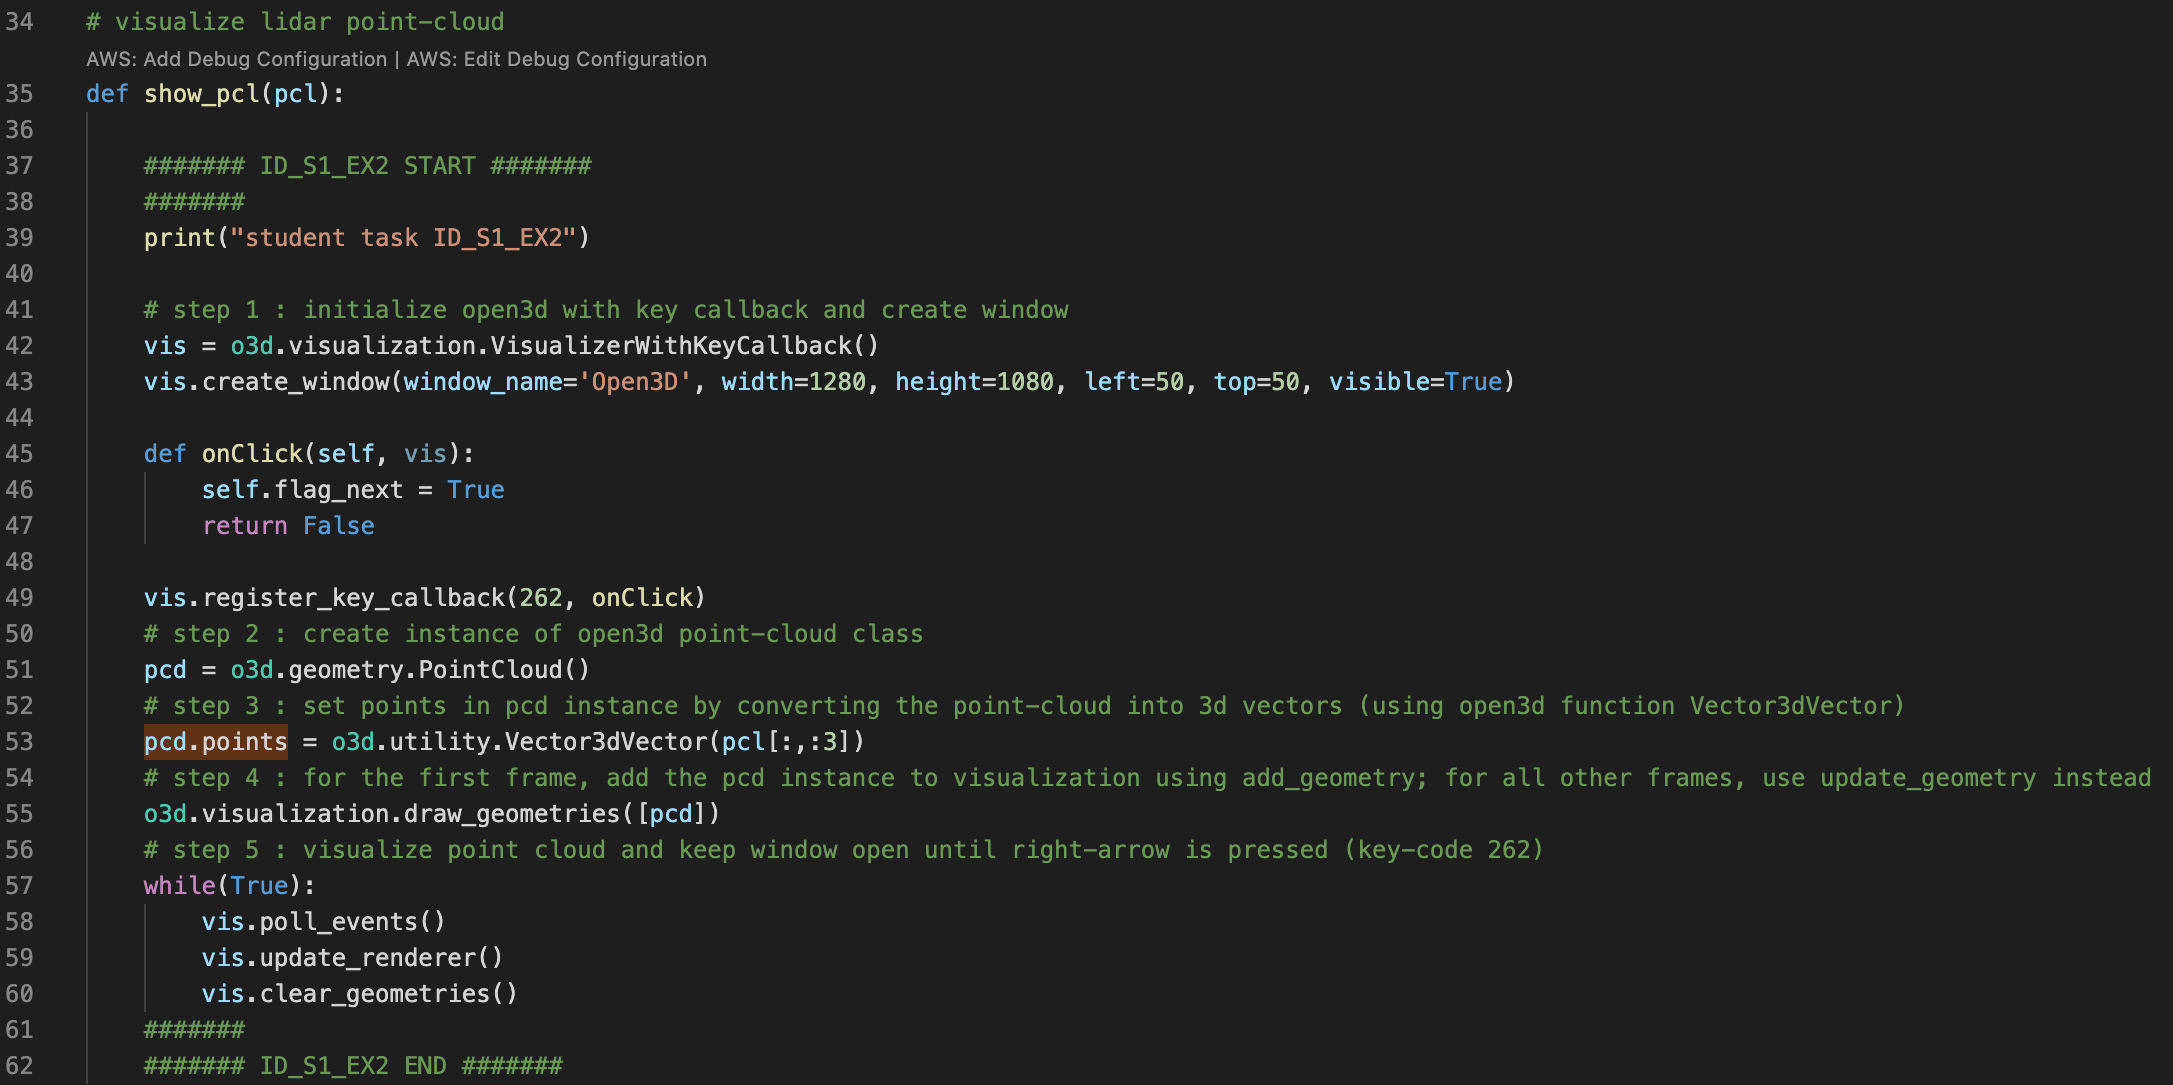 34 # visualize lidar point-cloud
AWS: Add Debug Configuration | AWS: Edit Debug Configuration
35 def show_pcl(pcl):
36
37 ####### ID_S1_EX2 START #######
38 #######
39 print("student task ID_S1_EX2")
40
41 # step 1 : initialize open3d with key callback and create window
42 vis = o3d.visualization.VisualizerWithKeyCallback()
43 vis.create_window(window_name='Open3D', width=1280, height=1080, left=50, top=50, visible=True)
44
45 def onClick(self, vis):
46 self.flag_next = True
47 return False
48
49 vis.register_key_callback(262, onClick)
50 # step 2 : create instance of open3d point-cloud class
51 pcd = o3d.geometry.PointCloud()
52 # step 3 : set points in pcd instance by converting the point-cloud into 3d vectors (using open3d function Vector3dVector)
53 pcd.points = o3d.utility.Vector3dVector(pcl[:,:3])
54 # step 4 : for the first frame, add the pcd instance to visualization using add_geometry; for all other frames, use update_geometry instead
55 o3d.visualization.draw_geometries([pcd])
56 # step 5 : visualize point cloud and keep window open until right-arrow is pressed (key-code 262)
57 while(True):
58 vis.poll_events()
59 vis.update_renderer()
60 vis.clear_geometries()
61 #######
62 ####### ID_S1_EX2 END #######